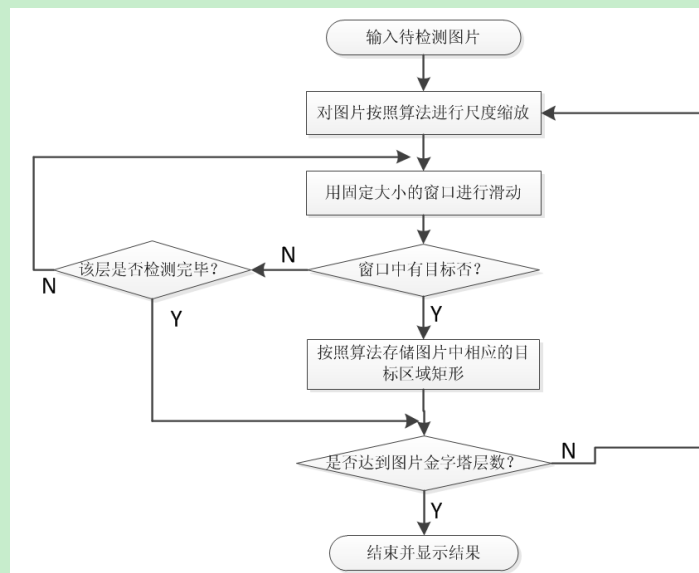 输入待检测图片
对图片按照算法进行尺度缩放
用固定大小的窗口进行滑动
该层是否检测完毕?
N
窗口中有目标否?
N
Y
Y
按照算法存储图片中相应的目
标区域矩形
是否达到图片金字塔层数?
N
Y
结束并显示结果